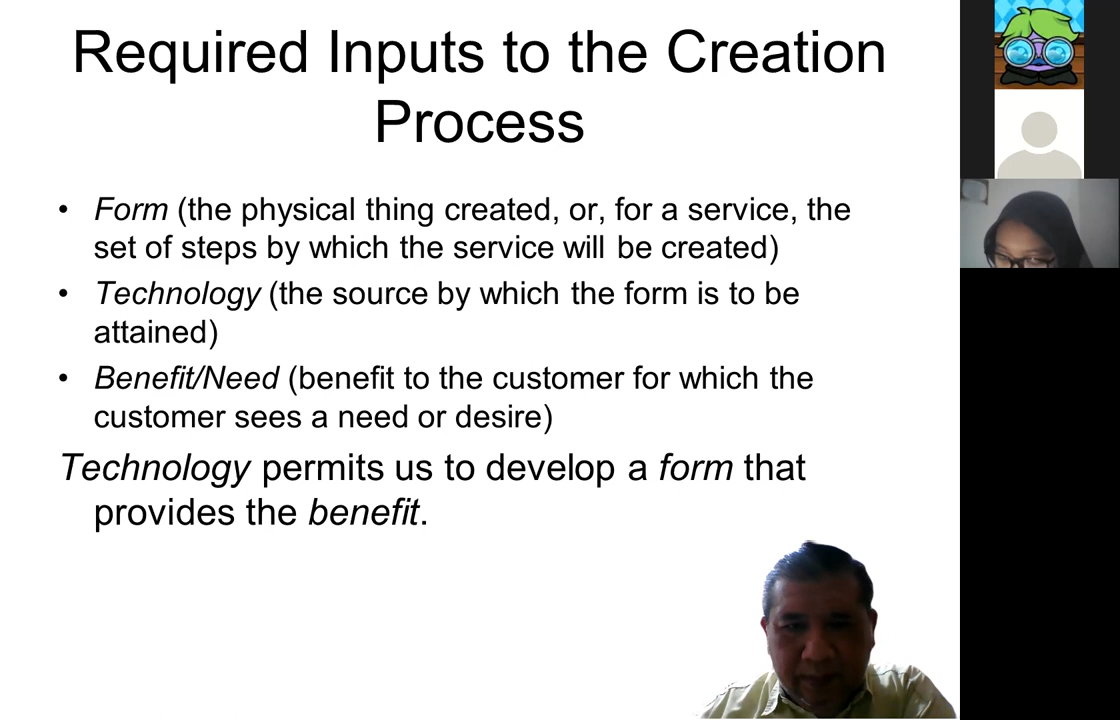 Required Inputs to the Creation
Process
• Form (the physical thing created, or, for a service, the
set of steps by which the service will be created)
• Technology (the source by which the form is to be
attained)
• Benefit/Need (benefit to the customer for which the
customer sees a need or desire)
Technology permits us to develop a form that
provides the benefit.